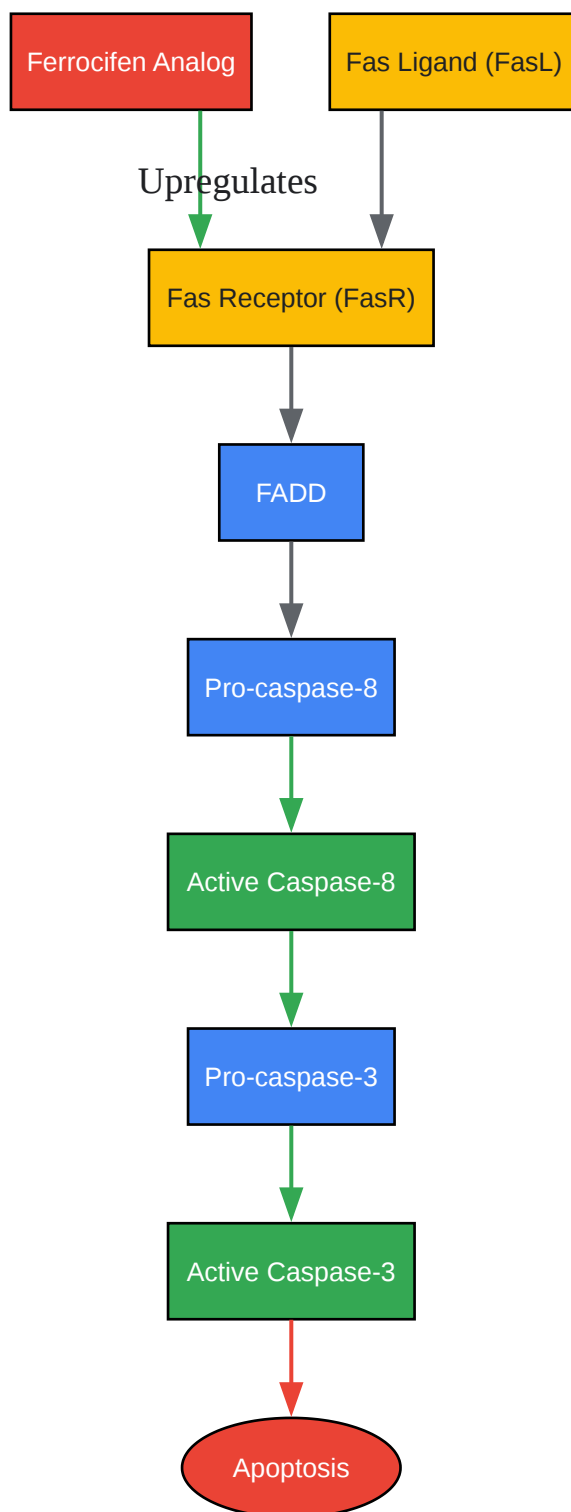 Ferrocifen Analog
Fas Ligand (FasL)
Upregulates
Fas Receptor (FasR)
FADD
Pro-caspase-8
Active Caspase-8
Pro-caspase-3
Active Caspase-3
Apoptosis